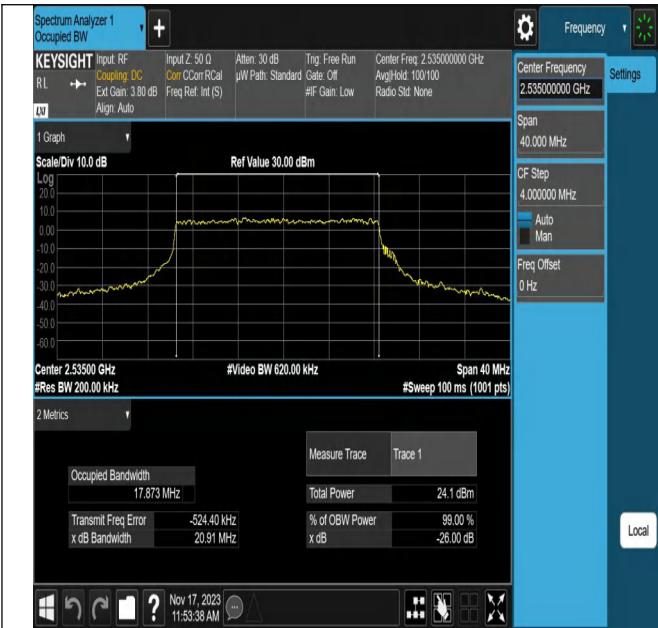 Spectrum Analyzer 1
Occupied BW
+
Frequency
KEYSIGHT
RL
LXI
Input: RF
Coupling: DC
Ext Gain: 3.80 dB
Align: Auto
Input Z: 50 Ω
Corr CCorr RCal
Freq Ref: Int (S)
Atten: 30 dB
µW Path: Standard
Trig: Free Run
Gate: Off
#IF Gain: Low
Center Freq: 2.535000000 GHz
Avg|Hold: 100/100
Radio Std: None
Center Frequency
2.535000000 GHz
Settings
Span
40.000 MHz
CF Step
4.000000 MHz
Auto
Man
Freq Offset
0 Hz
Local
1 Graph
Scale/Div 10.0 dB
Ref Value 30.00 dBm
Log
20.0
10.0
0.00
-10.0
-20.0
-30.0
-40.0
-50.0
-60.0
Center 2.53500 GHz
#Video BW 620.00 kHz
Span 40 MHz
#Res BW 200.00 kHz
#Sweep 100 ms (1001 pts)
2 Metrics
Measure Trace
Trace 1
Occupied Bandwidth
17.873 MHz
Total Power
24.1 dBm
Transmit Freq Error
-524.40 kHz
% of OBW Power
99.00 %
x dB Bandwidth
20.91 MHz
x dB
-26.00 dB
?
Nov 17, 2023
11:53:38 AM